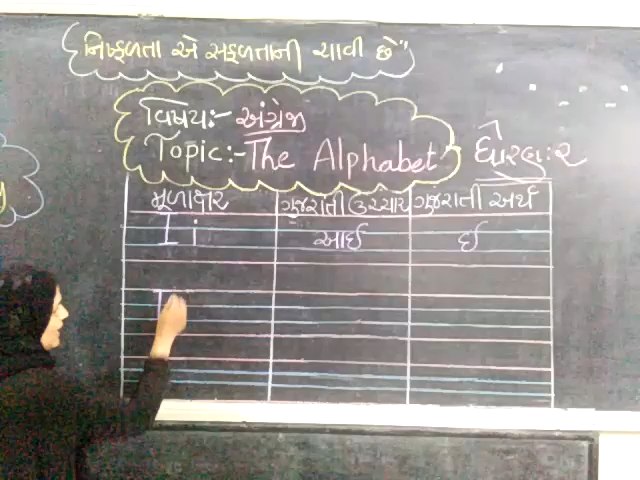 નિષ્ફળતા એ સફળતાની ચાવી છે"
વિષય:- અંગ્રેજી
Topic:- The Alphabet
ધોરણ: ૨
મૂળાક્ષર ગુજરાતી ઉચ્ચાર ગુજરાતી અર્થ
I i આઈ ઈ